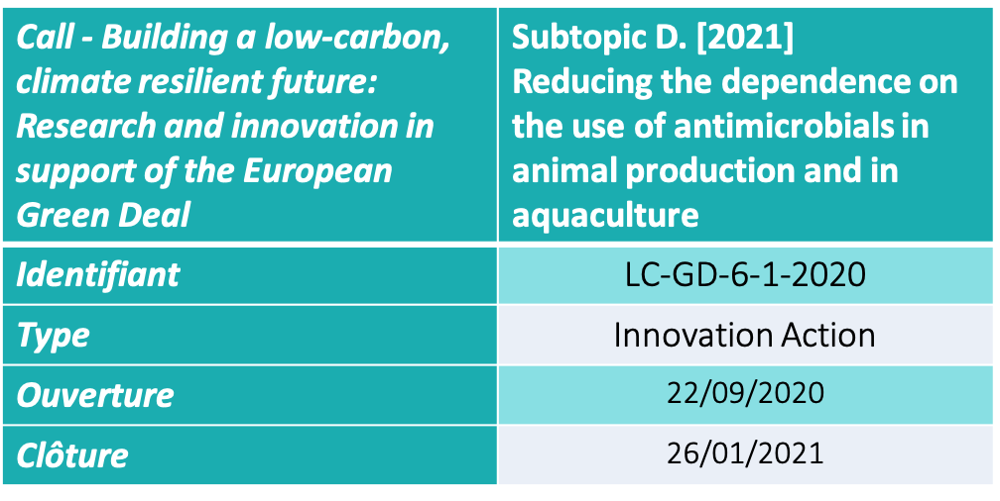 Call - Building a low-carbon,
climate resilient future:
Research and innovation in
support of the European
Green Deal
Subtopic D. [2021]
Reducing the dependence on
the use of antimicrobials in
animal production and in
aquaculture
Identifiant
LC-GD-6-1-2020
Type
Innovation Action
Ouverture
22/09/2020
Clôture
26/01/2021